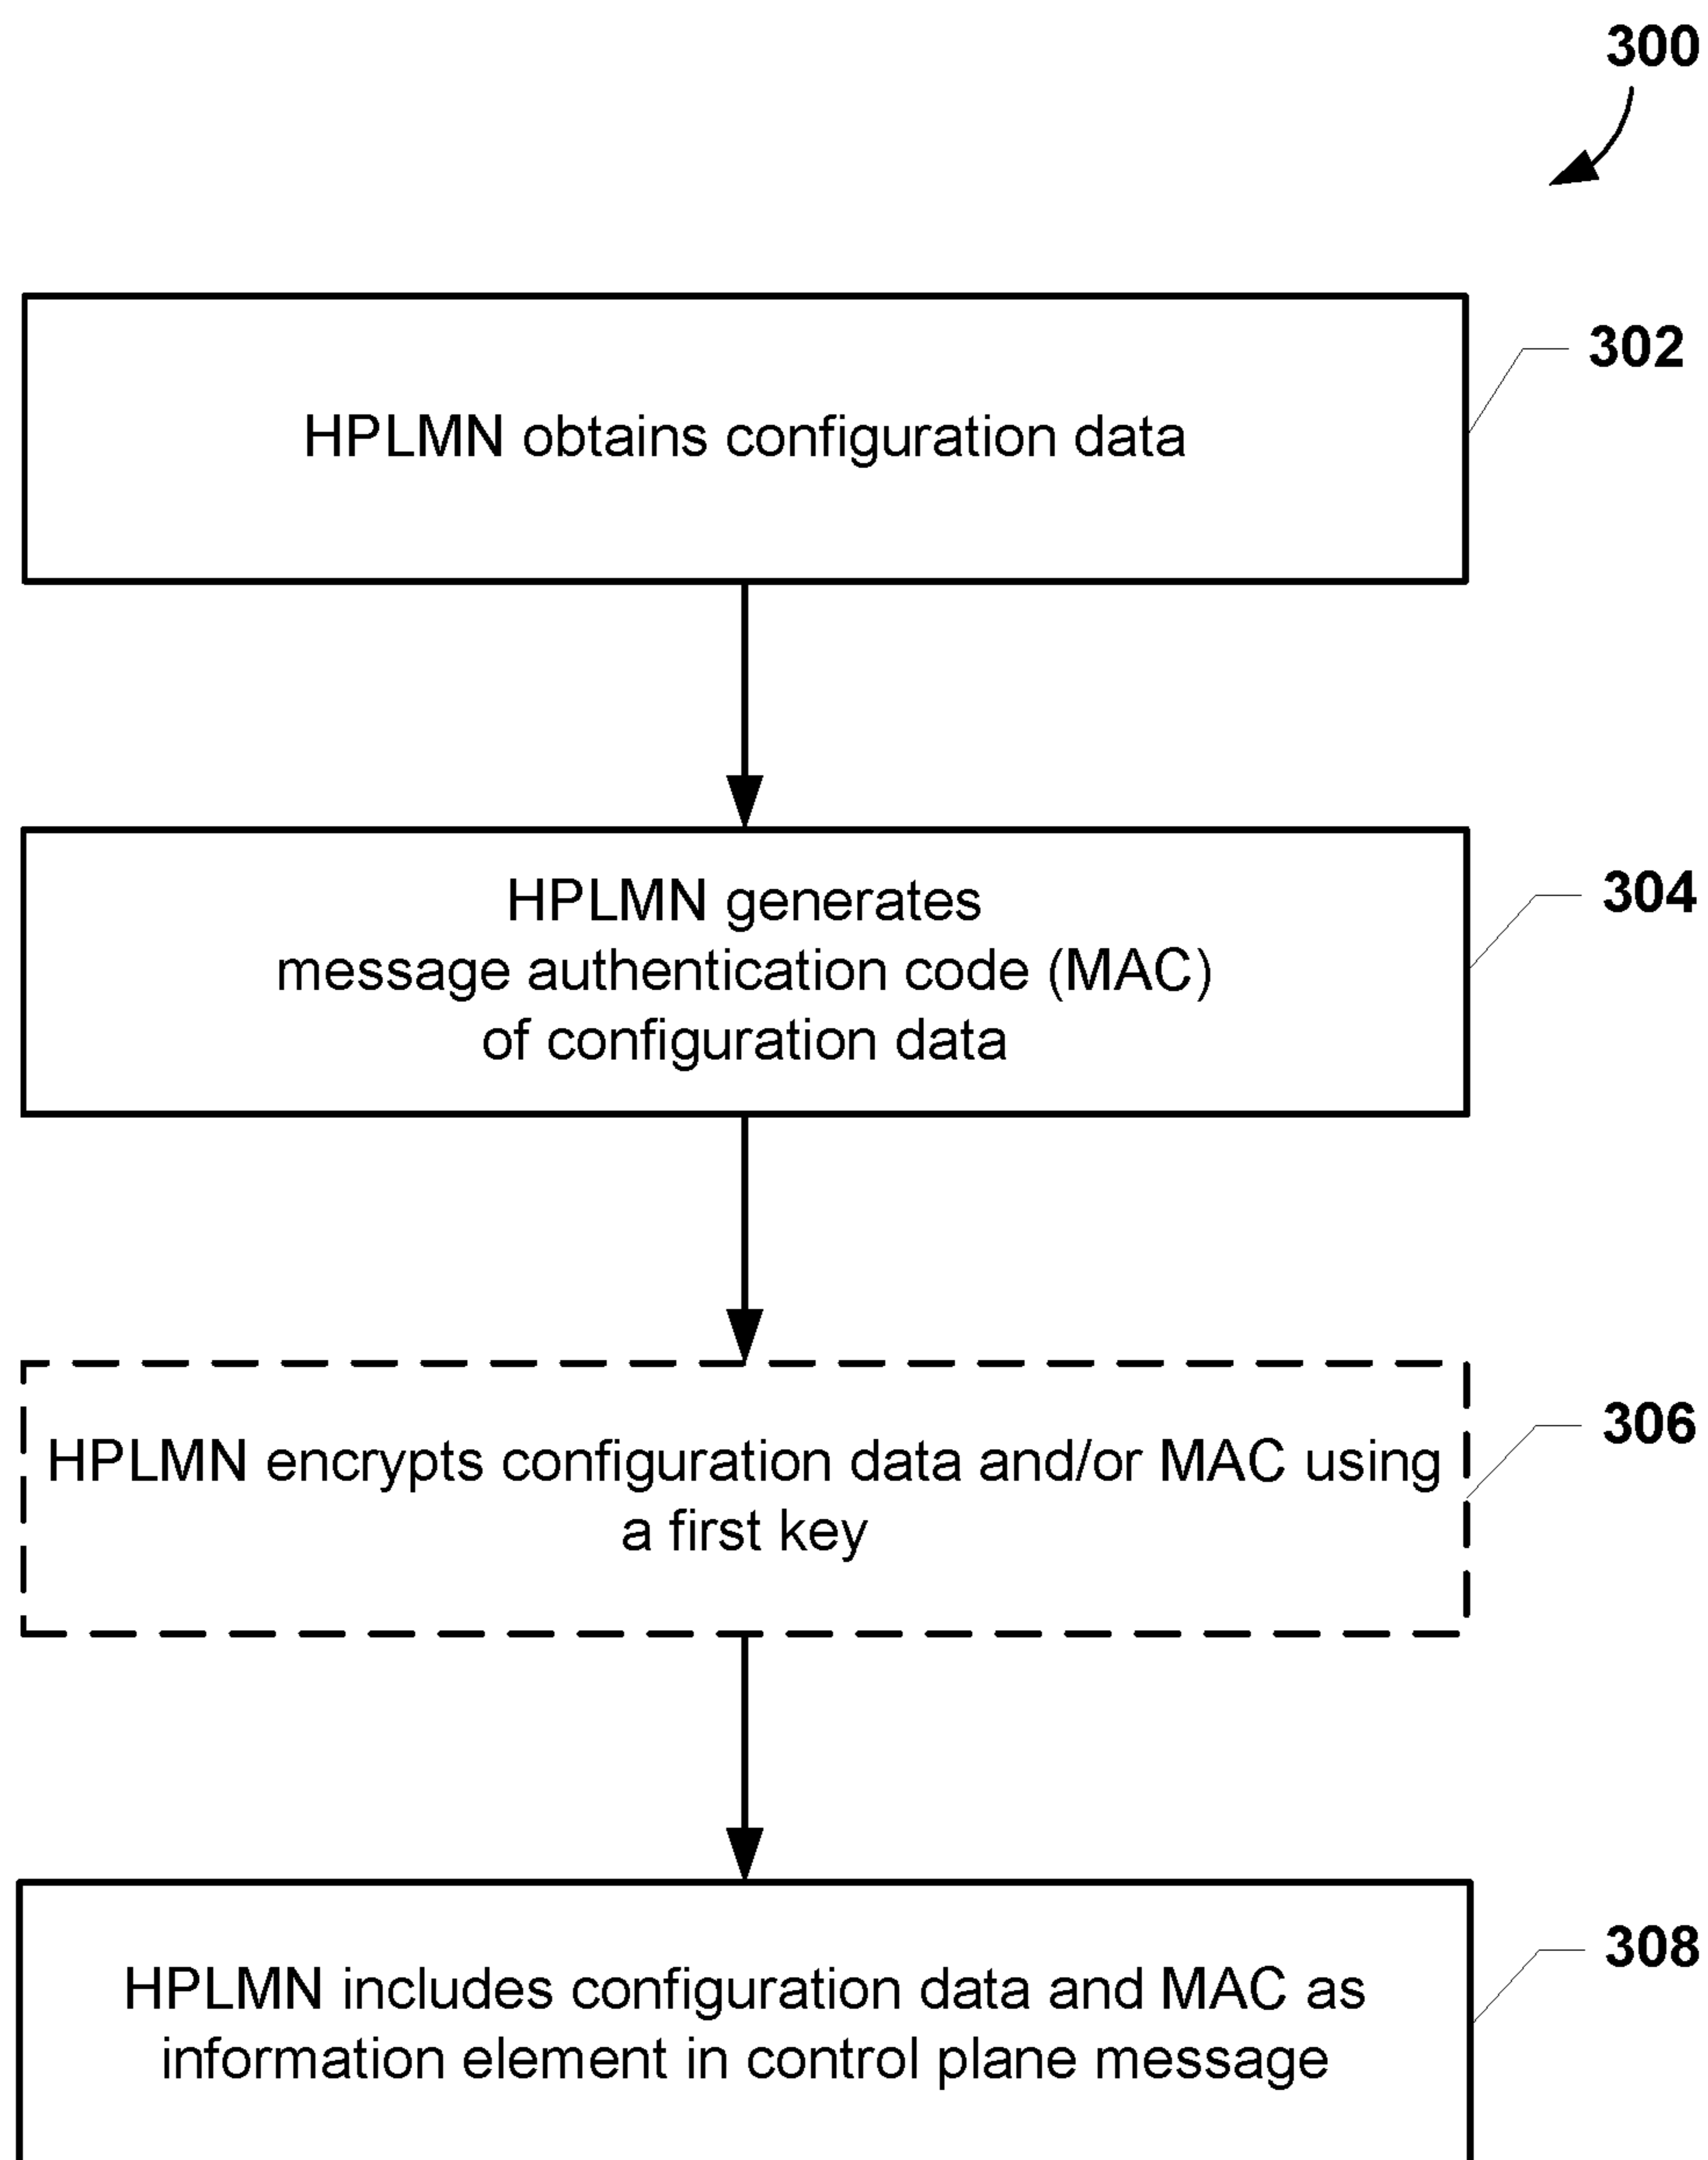 300
302
HPLMN obtains configuration data
304
HPLMN generates
message authentication code (MAC)
of configuration data
306
HPLMN encrypts configuration data and/or MAC using
a first key
308
HPLMN includes configuration data and MAC as
information element in control plane message